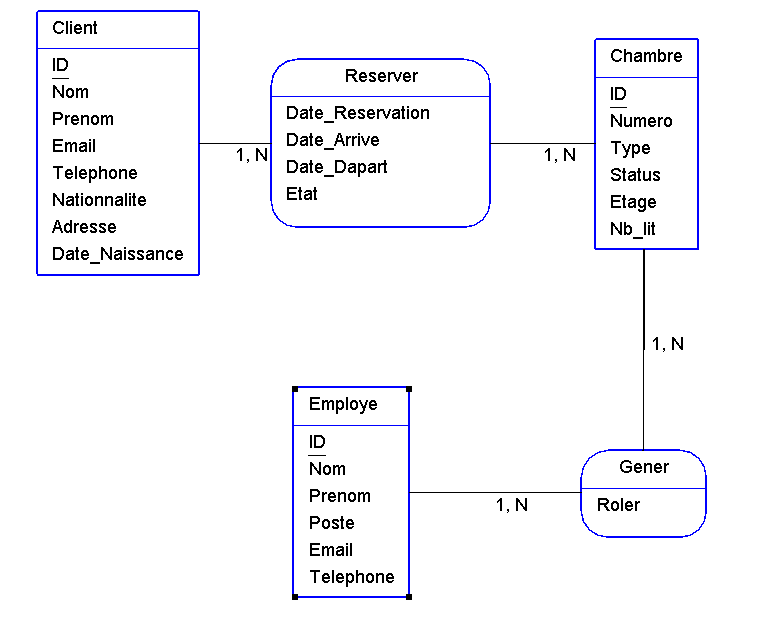 Client
ID
Nom
Prenom
Email
Telephone
Nationnalite
Adresse
Date_Naissance
1, N
Reserver
Date_Reservation
Date_Arrive
Date_Dapart
Etat
1, N
Chambre
ID
Numero
Type
Status
Etage
Nb_lit
1, N
Employe
ID
Nom
Prenom
Poste
Email
Telephone
1, N
Gener
Roler